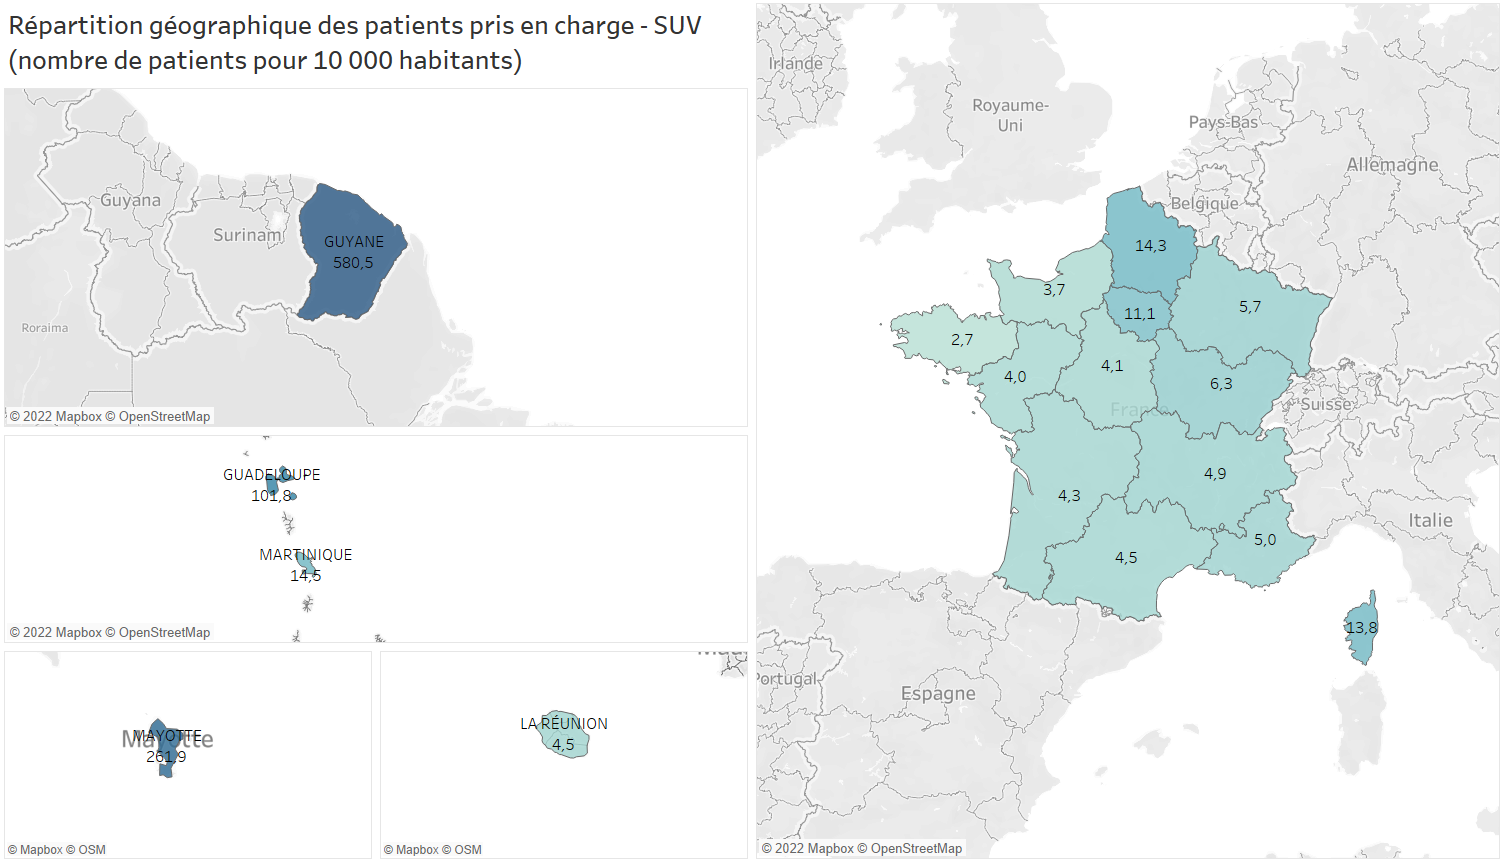 Répartition géographique des patients pris en charge - SUV
(nombre de patients pour 10 000 habitants)
Guyana
Surinam
GUYANE
580,5
Roraima
© 2022 Mapbox © OpenStreetMap
GUADELOUPE
101,8
MARTINIQUE
14,5
© 2022 Mapbox © OpenStreetMap
Mayotte
MAYOTTE
261,9
© Mapbox © OSM
LA RÉUNION
4,5
© Mapbox © OSM
Irlande
Royaume-
Uni
Pays-Bas
Allemagne
Belgique
14,3
3,7
11,1
5,7
2,7
4,0
4,1
6,3
France
Suisse
4,9
4,3
Italie
5,0
4,5
13,8
Portugal
Espagne
© 2022 Mapbox © OpenStreetMap